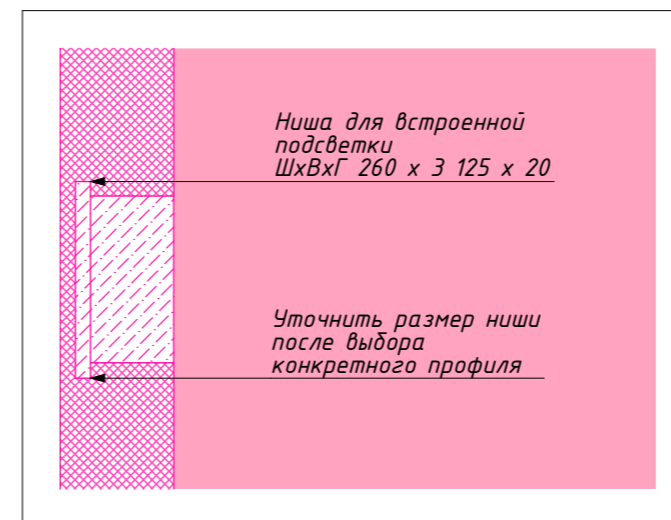 Ниша для встроенной
подсветки
ШхВхГ 260 х 3 125 х 20
Уточнить размер ниши
после выбора
конкретного профиля